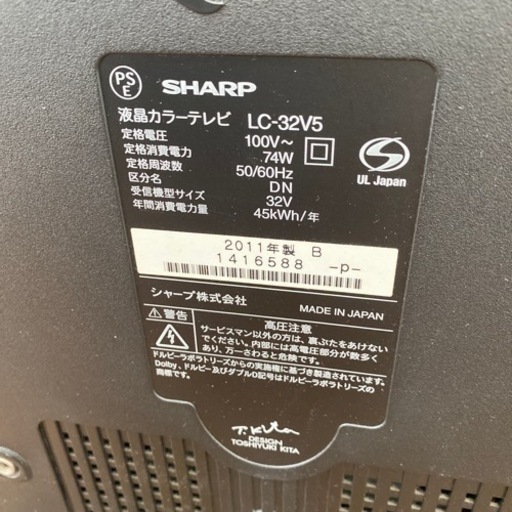 PS
E
SHARP
液晶カラーテレビ LC-32V5
定格電圧 100V～
定格消費電力 74W
定格周波数 50/60Hz
区分名 DN
受信機型サイズ 32V
年間消費電力量 45kWh/年
UL Japan
2011年製 B
1416588 -p-
シャープ株式会社 MADE IN JAPAN
警告 高圧注意
サービスマン以外の方は、裏ぶたをあけない
でください。内部には高電圧部分が数多く
あり、万一さわると危険です。
ドルビーラボラトリーズからの実施権に基づき製造されています。
Dolby、ドルビー及びダブルD記号はドルビーラボラトリーズの
商標です。
T. Kita
DESIGN
TOSHIYUKI KITA